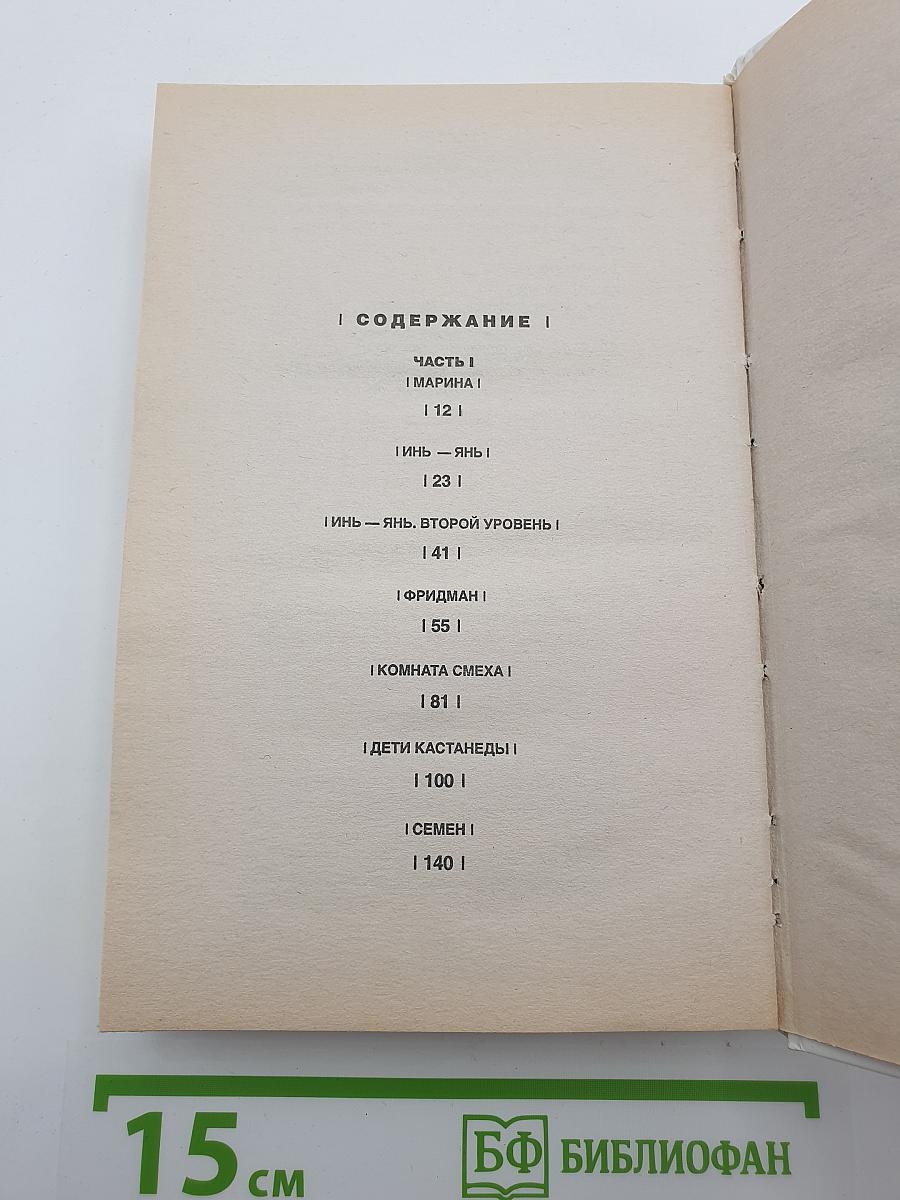 | СОДЕРЖАНИЕ |
ЧАСТЬ I
| МАРИНА |
| 12 |
| ИНЬ — ЯНЬ |
| 23 |
| ИНЬ — ЯНЬ. ВТОРОЙ УРОВЕНЬ |
| 41 |
| ФРИДМАН |
| 55 |
| КОМНАТА СМЕХА |
| 81 |
| ДЕТИ КАСТАНЕДЫ |
| 100 |
| СЕМЕН |
| 140 |
15 см
БФ БИБЛИОФАН